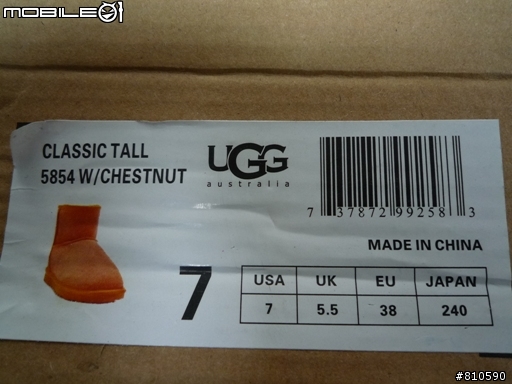 MOBILE01
CLASSIC TALL
5854 W/CHESTNUT
UGG
australia
7 37872 99258 3
MADE IN CHINA
7
USA UK EU JAPAN
7 5.5 38 240
#810590